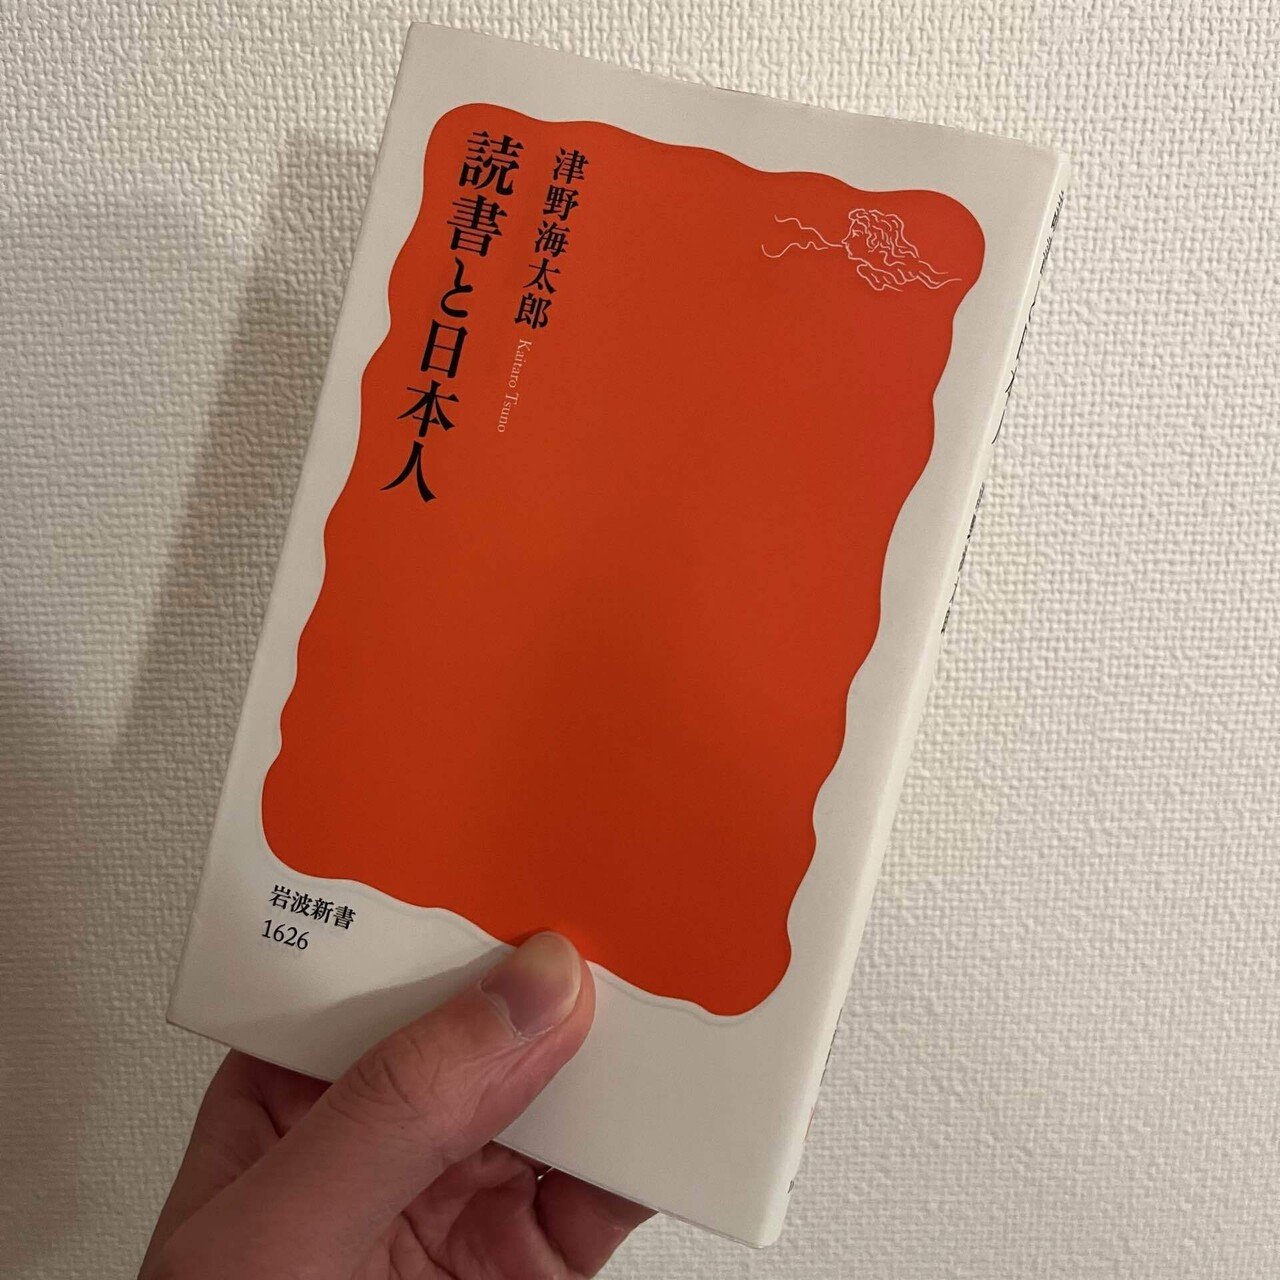 読書と日本人
津野海太郎
Kaitaro Tsuno
岩波新書
1626